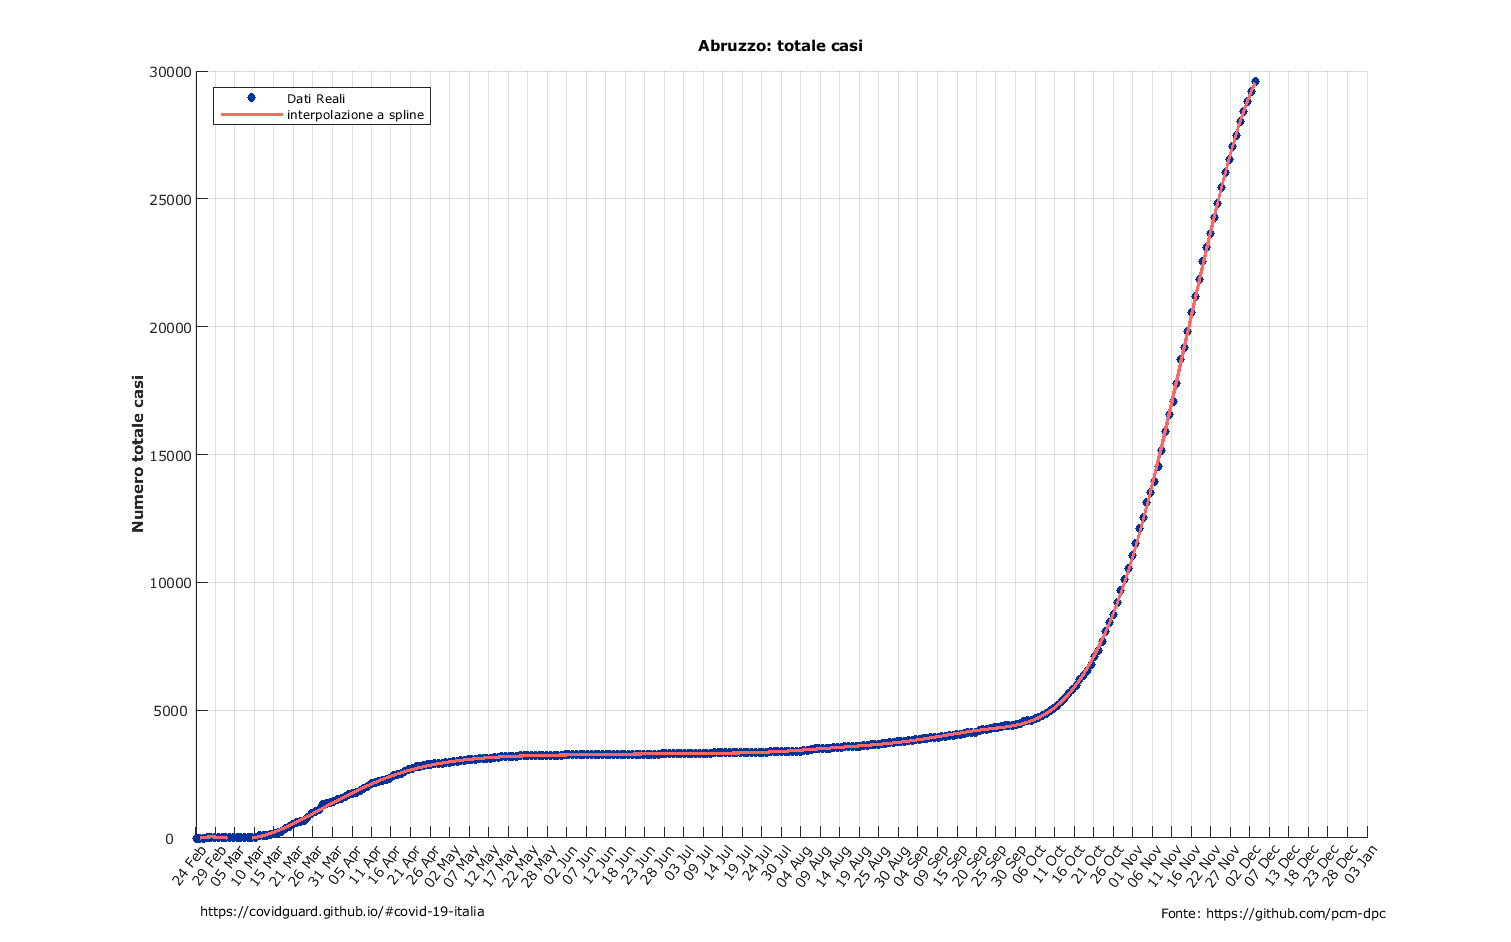 Abruzzo: totale casi
30000
25000
20000
15000
10000
5000
0
Numero totale casi
Dati Reali
interpolazione a spline
24 Feb
29 Feb
05 Mar
10 Mar
15 Mar
21 Mar
26 Mar
31 Mar
05 Apr
11 Apr
16 Apr
21 Apr
26 Apr
02 May
07 May
12 May
17 May
22 May
28 May
02 Jun
07 Jun
12 Jun
18 Jun
23 Jun
28 Jun
03 Jul
09 Jul
14 Jul
19 Jul
24 Jul
30 Jul
04 Aug
09 Aug
14 Aug
19 Aug
25 Aug
30 Aug
04 Sep
09 Sep
15 Sep
20 Sep
25 Sep
30 Sep
06 Oct
11 Oct
16 Oct
21 Oct
26 Oct
01 Nov
06 Nov
11 Nov
16 Nov
22 Nov
27 Nov
02 Dec
07 Dec
13 Dec
18 Dec
23 Dec
28 Dec
03 Jan
https://covidguard.github.io/#covid-19-italia
Fonte: https://github.com/pcm-dpc